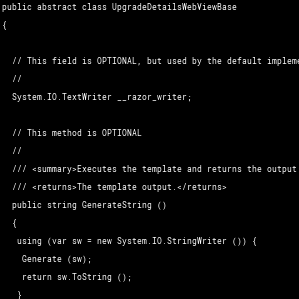 public abstract class UpgradeDetailsWebViewBase
{
// This field is OPTIONAL, but used by the default impleme
//
System.IO.TextWriter __razor_writer;
// This method is OPTIONAL
//
/// <summary>Executes the template and returns the output
/// <returns>The template output.</returns>
public string GenerateString ()
{
using (var sw = new System.IO.StringWriter ()) {
Generate (sw);
return sw.ToString ();
}